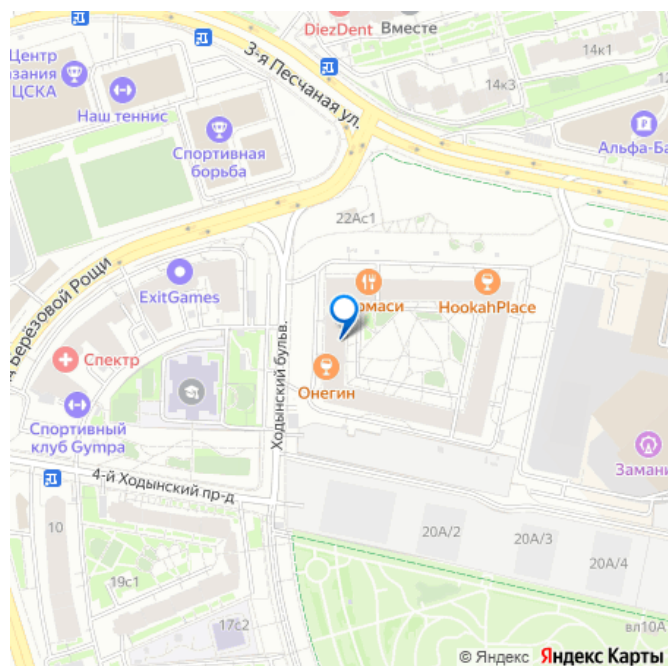 DiezDent
Вместе
14к1
14к3
Центр
азания
ЦСКА
Наш теннис
3-я Песчаная ул.
Спортивная
борьба
Альфа-Ба
22Ас1
ExitGames
омаси
HookahPlace
Берёзовой Рощи
Спектр
Онегин
Ходынский бульв.
Спортивный
клуб Gympa
4-й Ходынский пр-д
Замани
10
20А/2
20А/3
20А/4
19с1
17с2
вл10А
© Яндекс Яндекс Карты